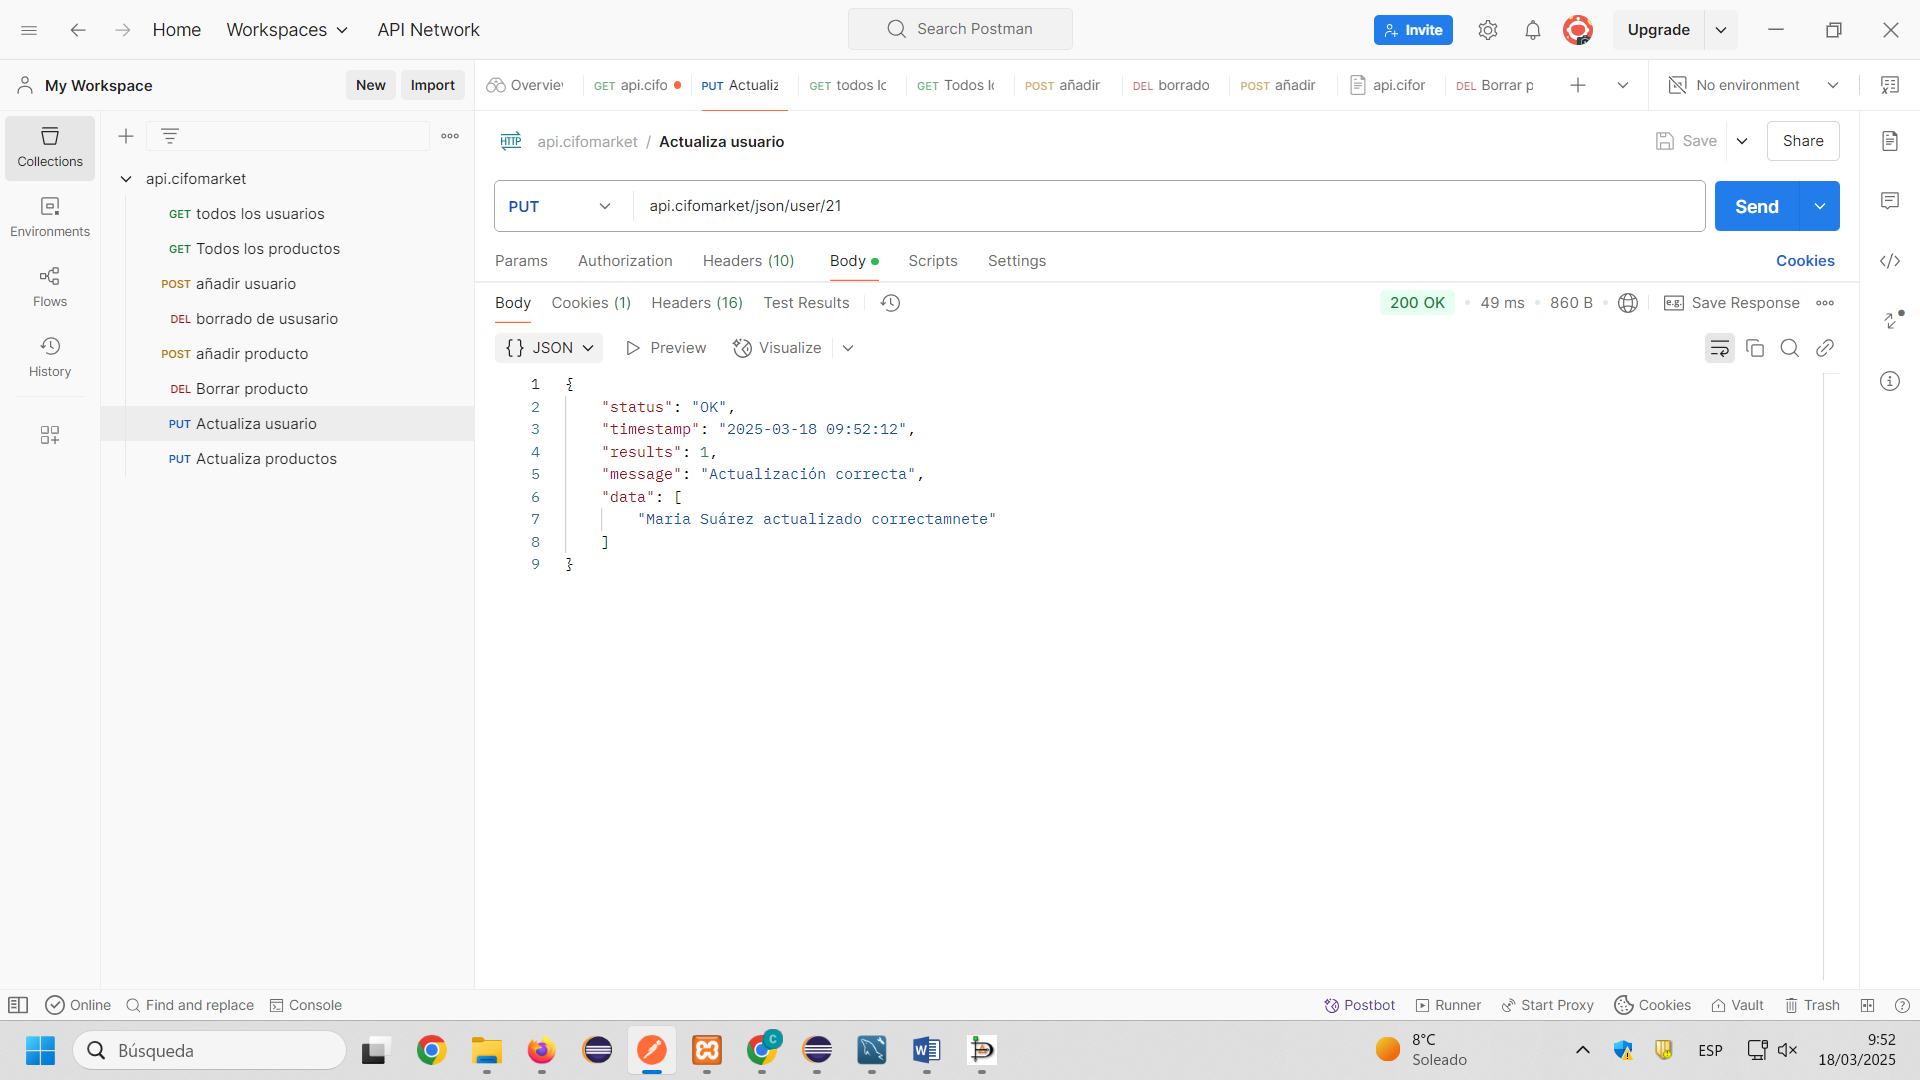 Home Workspaces API Network Search Postman Invite Upgrade
My Workspace New Import Overvie GET api.cifo PUT Actualiz GET todos lc GET Todos lo POST añadir DEL borrado POST añadir api.cifor DEL Borrar p No environment
Collections
Environments
Flows
History
api.cifomarket
GET todos los usuarios
GET Todos los productos
POST añadir usuario
DEL borrado de ususario
POST añadir producto
DEL Borrar producto
PUT Actualiza usuario
PUT Actualiza productos
HTTP api.cifomarket / Actualiza usuario Save Share
PUT api.cifomarket/json/user/21 Send
Params Authorization Headers (10) Body Scripts Settings Cookies
Body Cookies (1) Headers (16) Test Results 200 OK 49 ms 860 B e.g. Save Response
{} JSON Preview Visualize
1 {
2 "status": "OK",
3 "timestamp": "2025-03-18 09:52:12",
4 "results": 1,
5 "message": "Actualización correcta",
6 "data": [
7 "Maria Suárez actualizado correctamnete"
8 ]
9 }
Online Find and replace Console Postbot Runner Start Proxy Cookies Vault Trash
Búsqueda
C
8°C
Soleado
ESP
9:52
18/03/2025